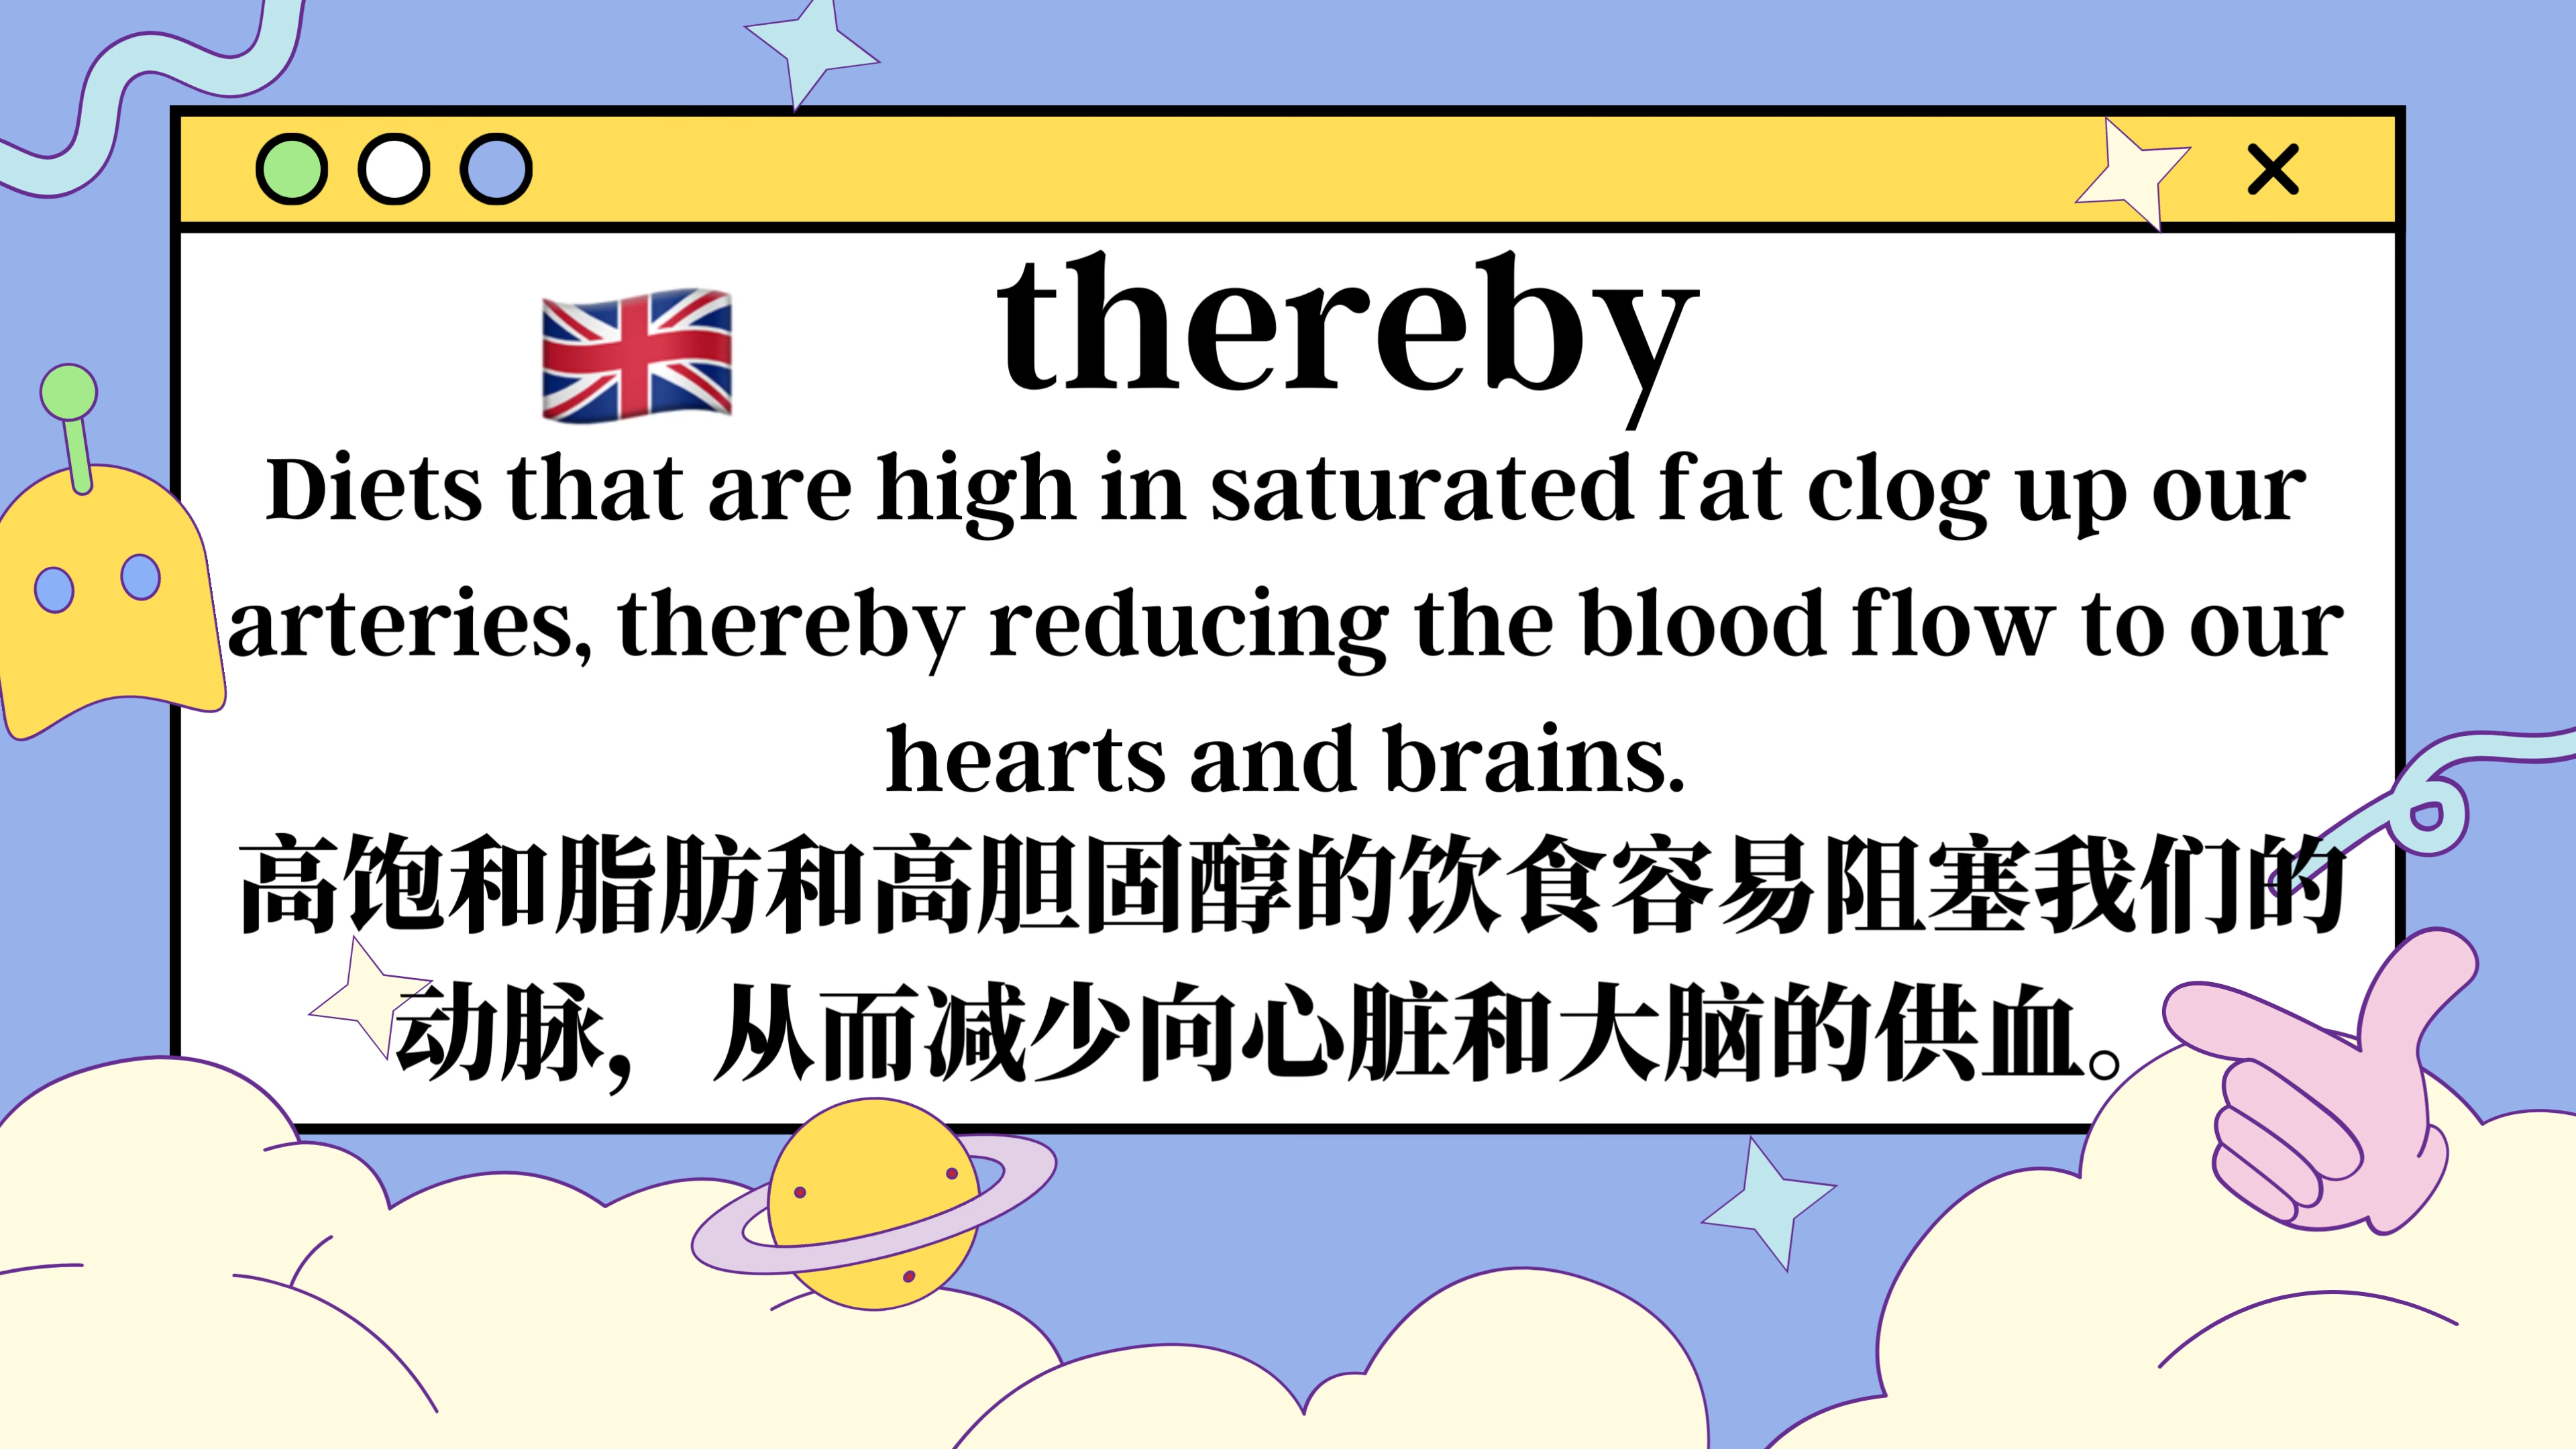 thereby
Diets that are high in saturated fat clog up our
arteries, thereby reducing the blood flow to our
hearts and brains.
高饱和脂肪和高胆固醇的饮食容易阻塞我们的
动脉，从而减少向心脏和大脑的供血。